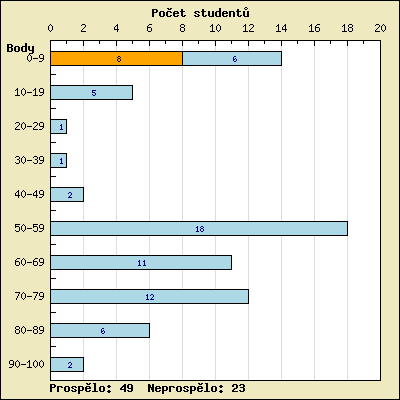 Počet studentů
0 2 4 6 8 10 12 14 16 18 20
Body
0-9 8 6
10-19 5
20-29 1
30-39 1
40-49 2
50-59 18
60-69 11
70-79 12
80-89 6
90-100 2
Prospělo: 49 Neprospělo: 23